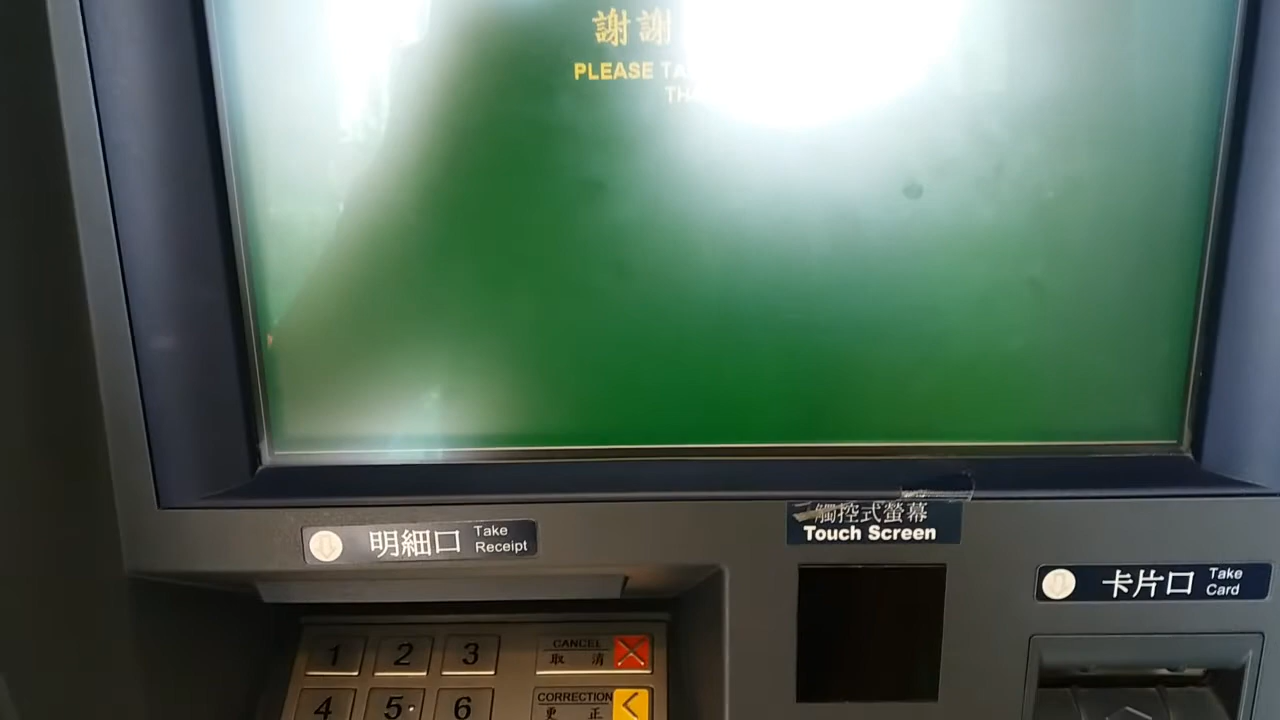 謝謝
PLEASE
明細口 Take Receipt
觸控式螢幕
Touch Screen
卡片口 Take Card
1 2 3 CANCEL 取消
4 5 6 CORRECTION 更正